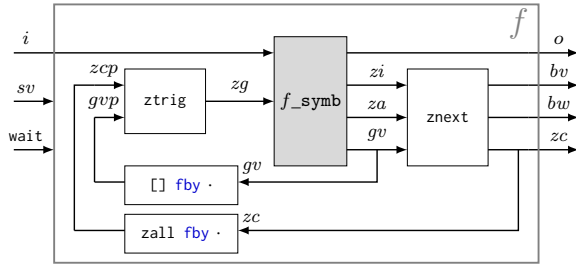 f
i
o
zcp
zi
bv
sv
gvp
ztrig
zg
f_symb
za
znext
bw
wait
gv
zc
[] fby ·
gv
zall fby ·
zc